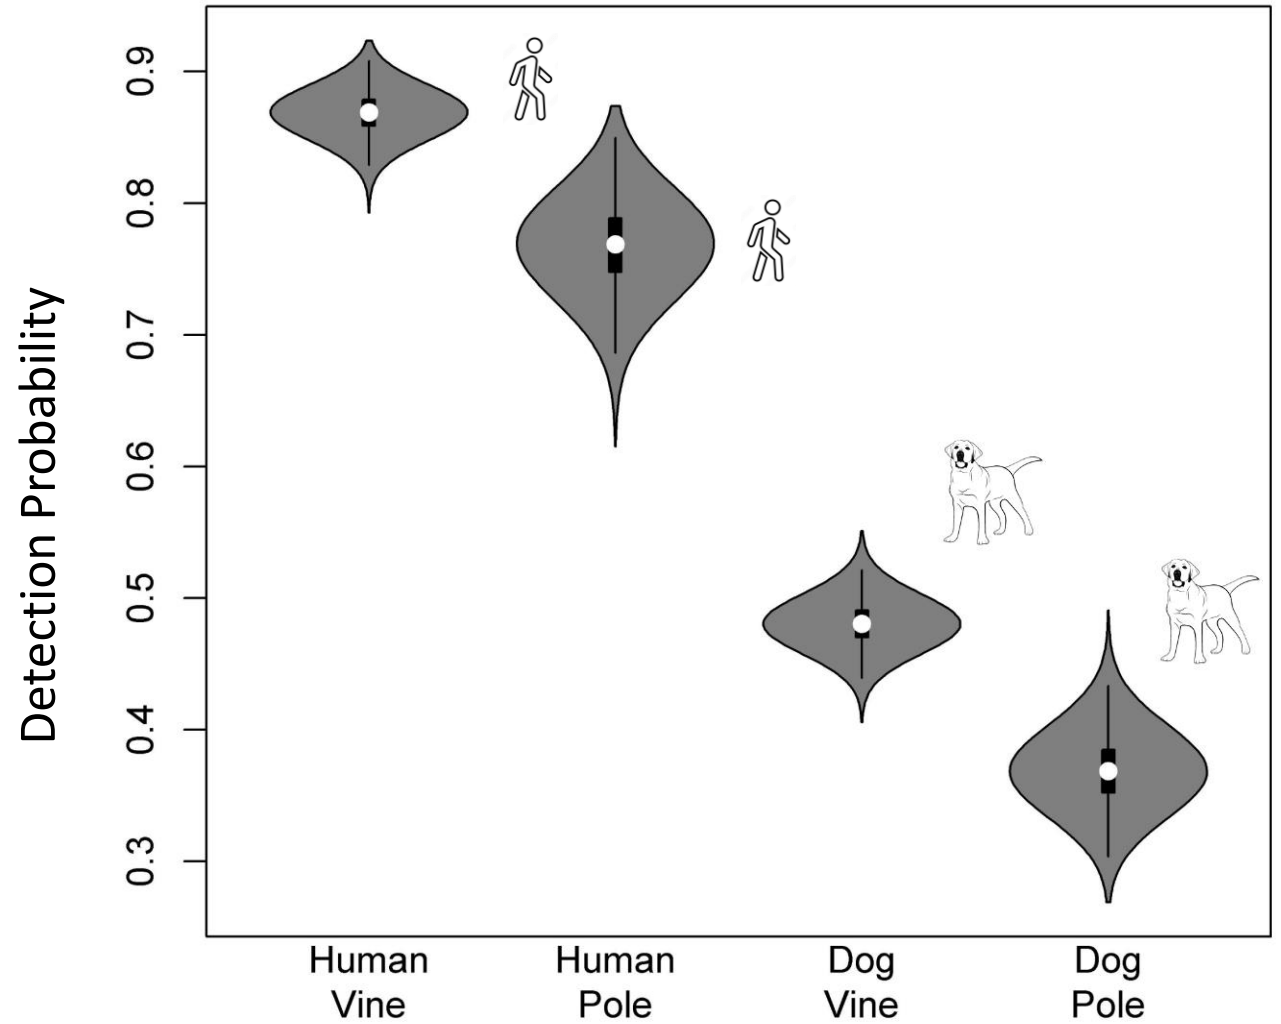 Detection Probability
0.9
0.8
0.7
0.6
0.5
0.4
0.3
Human
Vine
Human
Pole
Dog
Vine
Dog
Pole